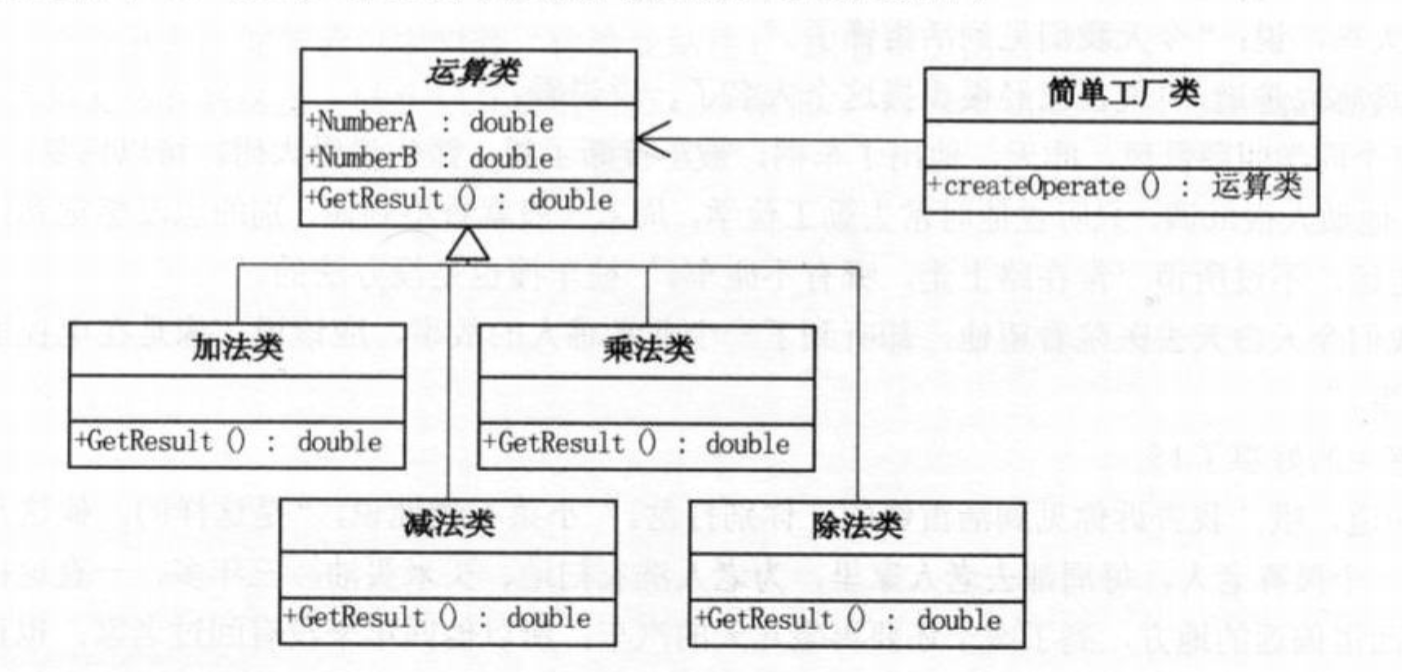 运算类
+NumberA : double
+NumberB : double
+GetResult () : double
简单工厂类
+createOperate () : 运算类
加法类
+GetResult () : double
乘法类
+GetResult () : double
减法类
+GetResult () : double
除法类
+GetResult () : double